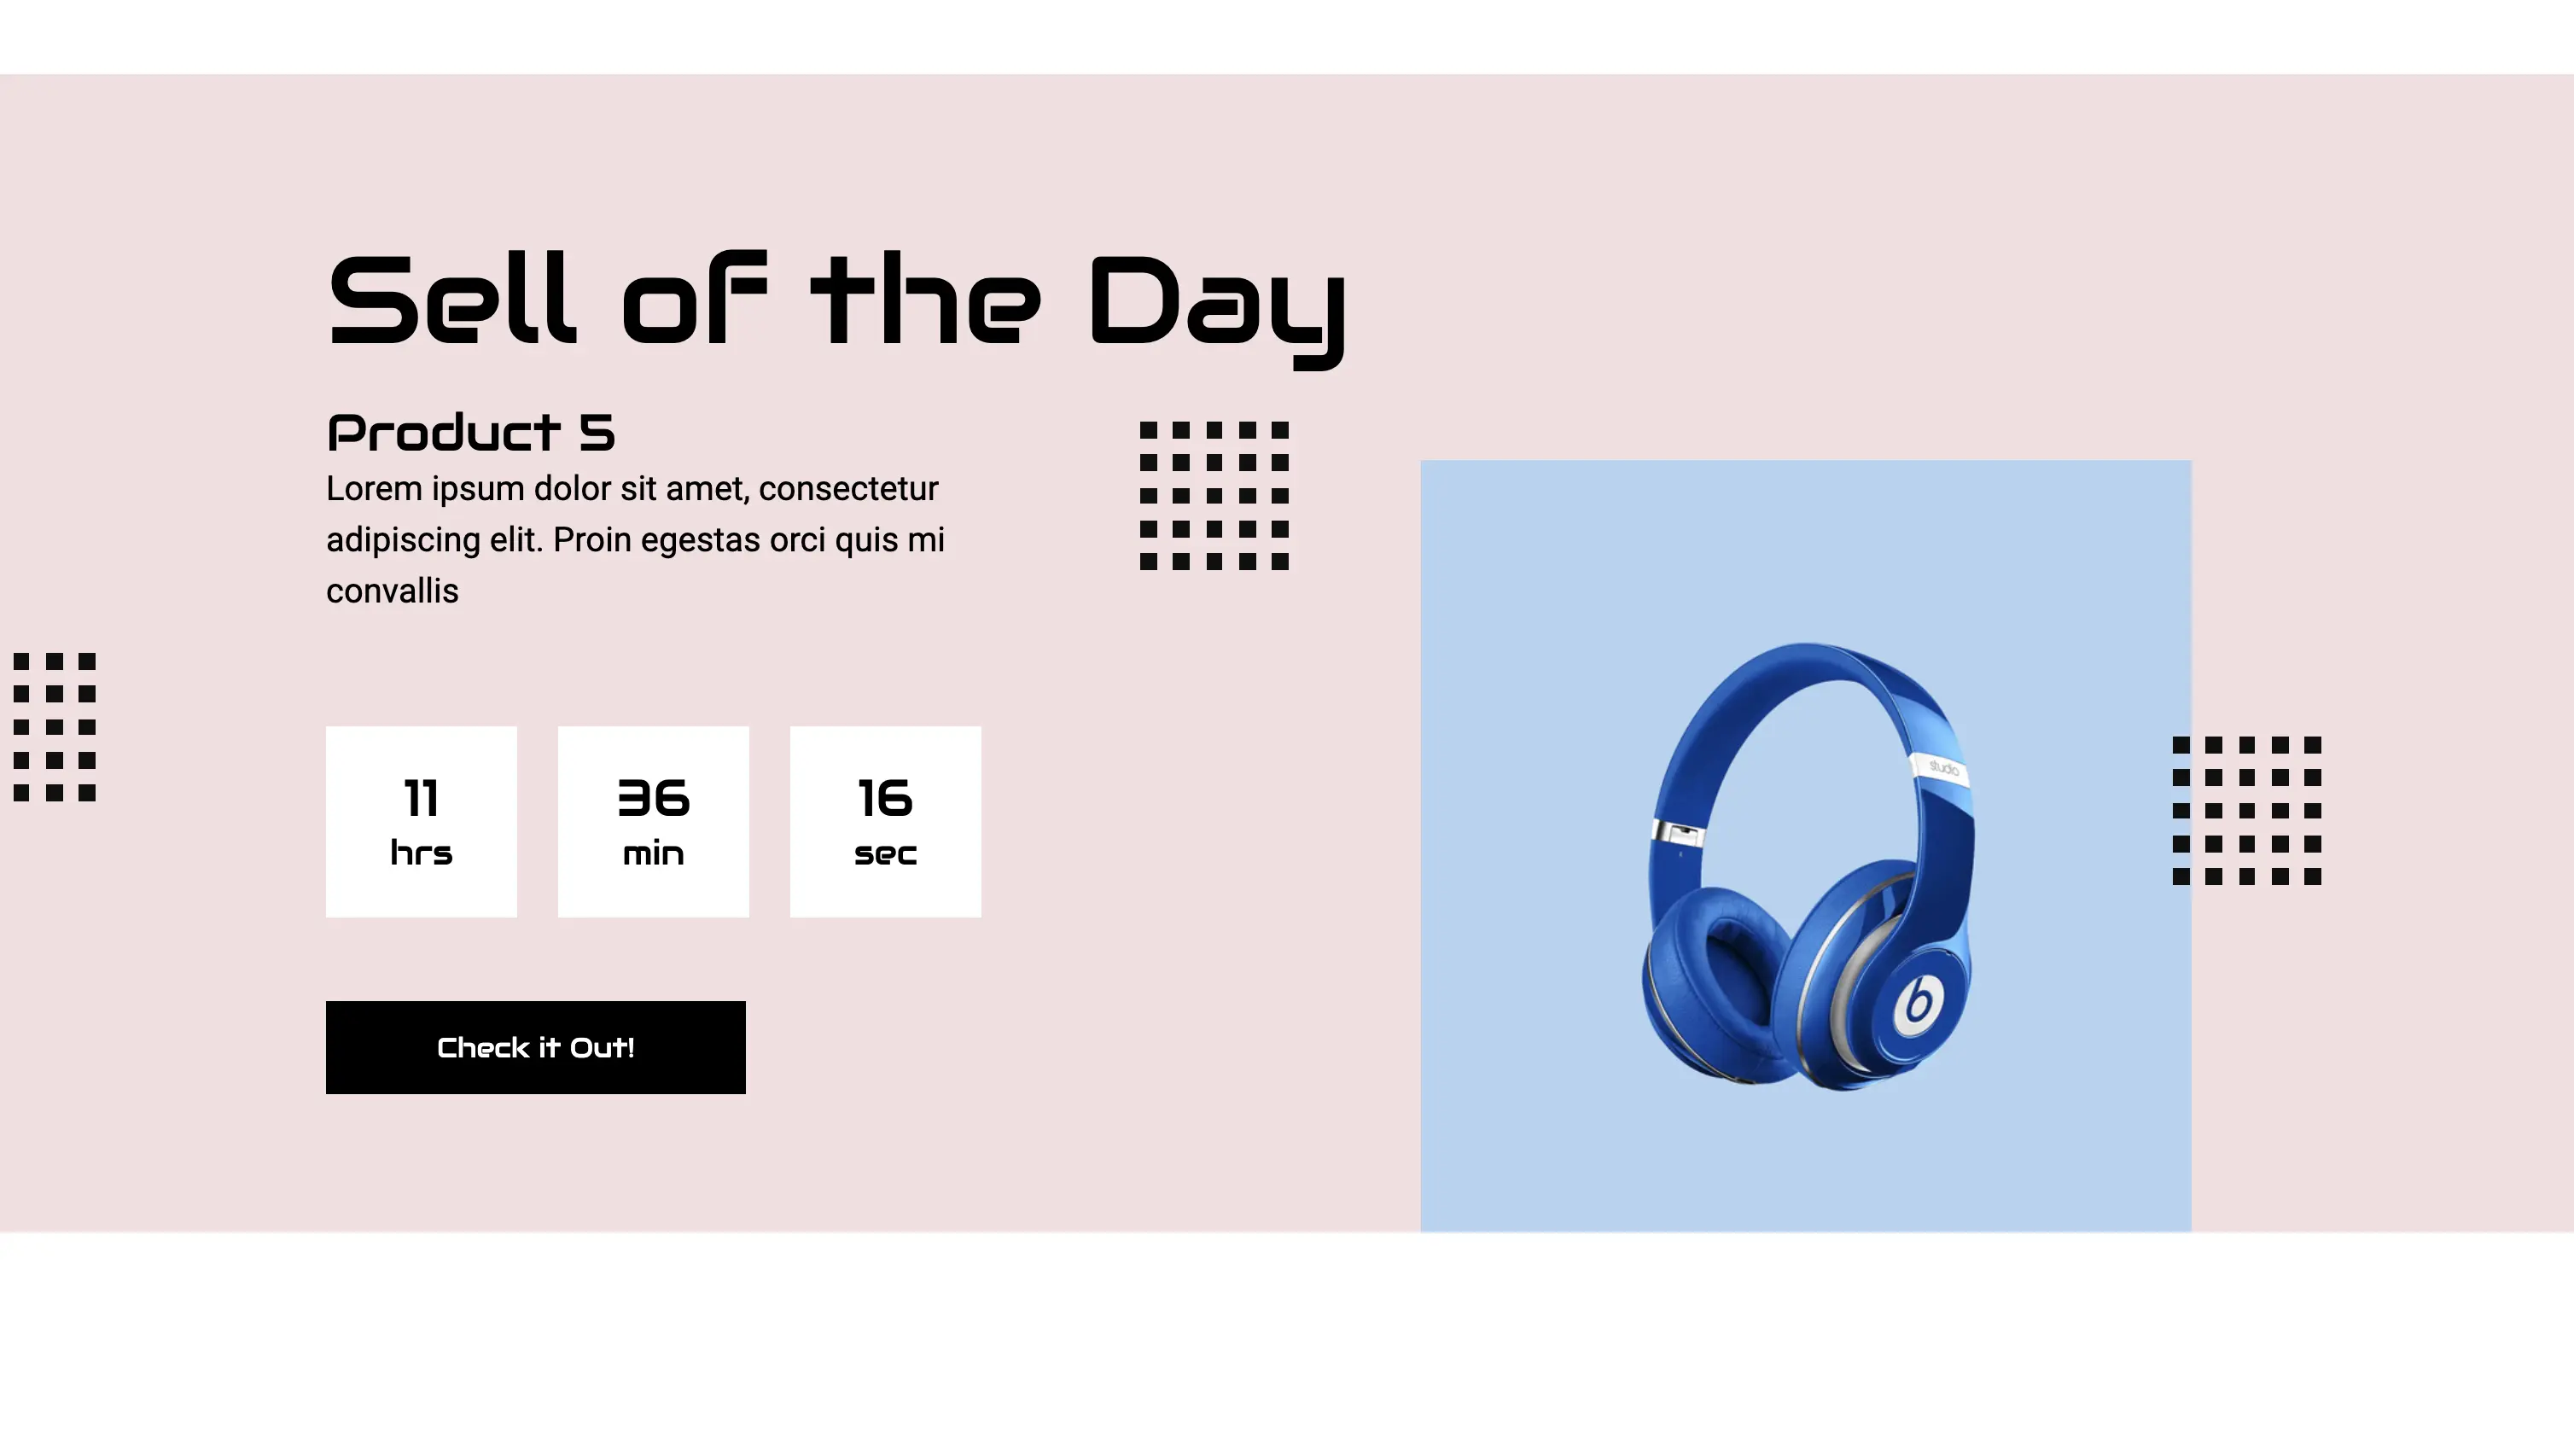 Sell of the Day
Product 5
Lorem ipsum dolor sit amet, consectetur
adipiscing elit. Proin egestas orci quis mi
convallis
11
hrs
36
min
16
sec
Check it Out!
studio
b